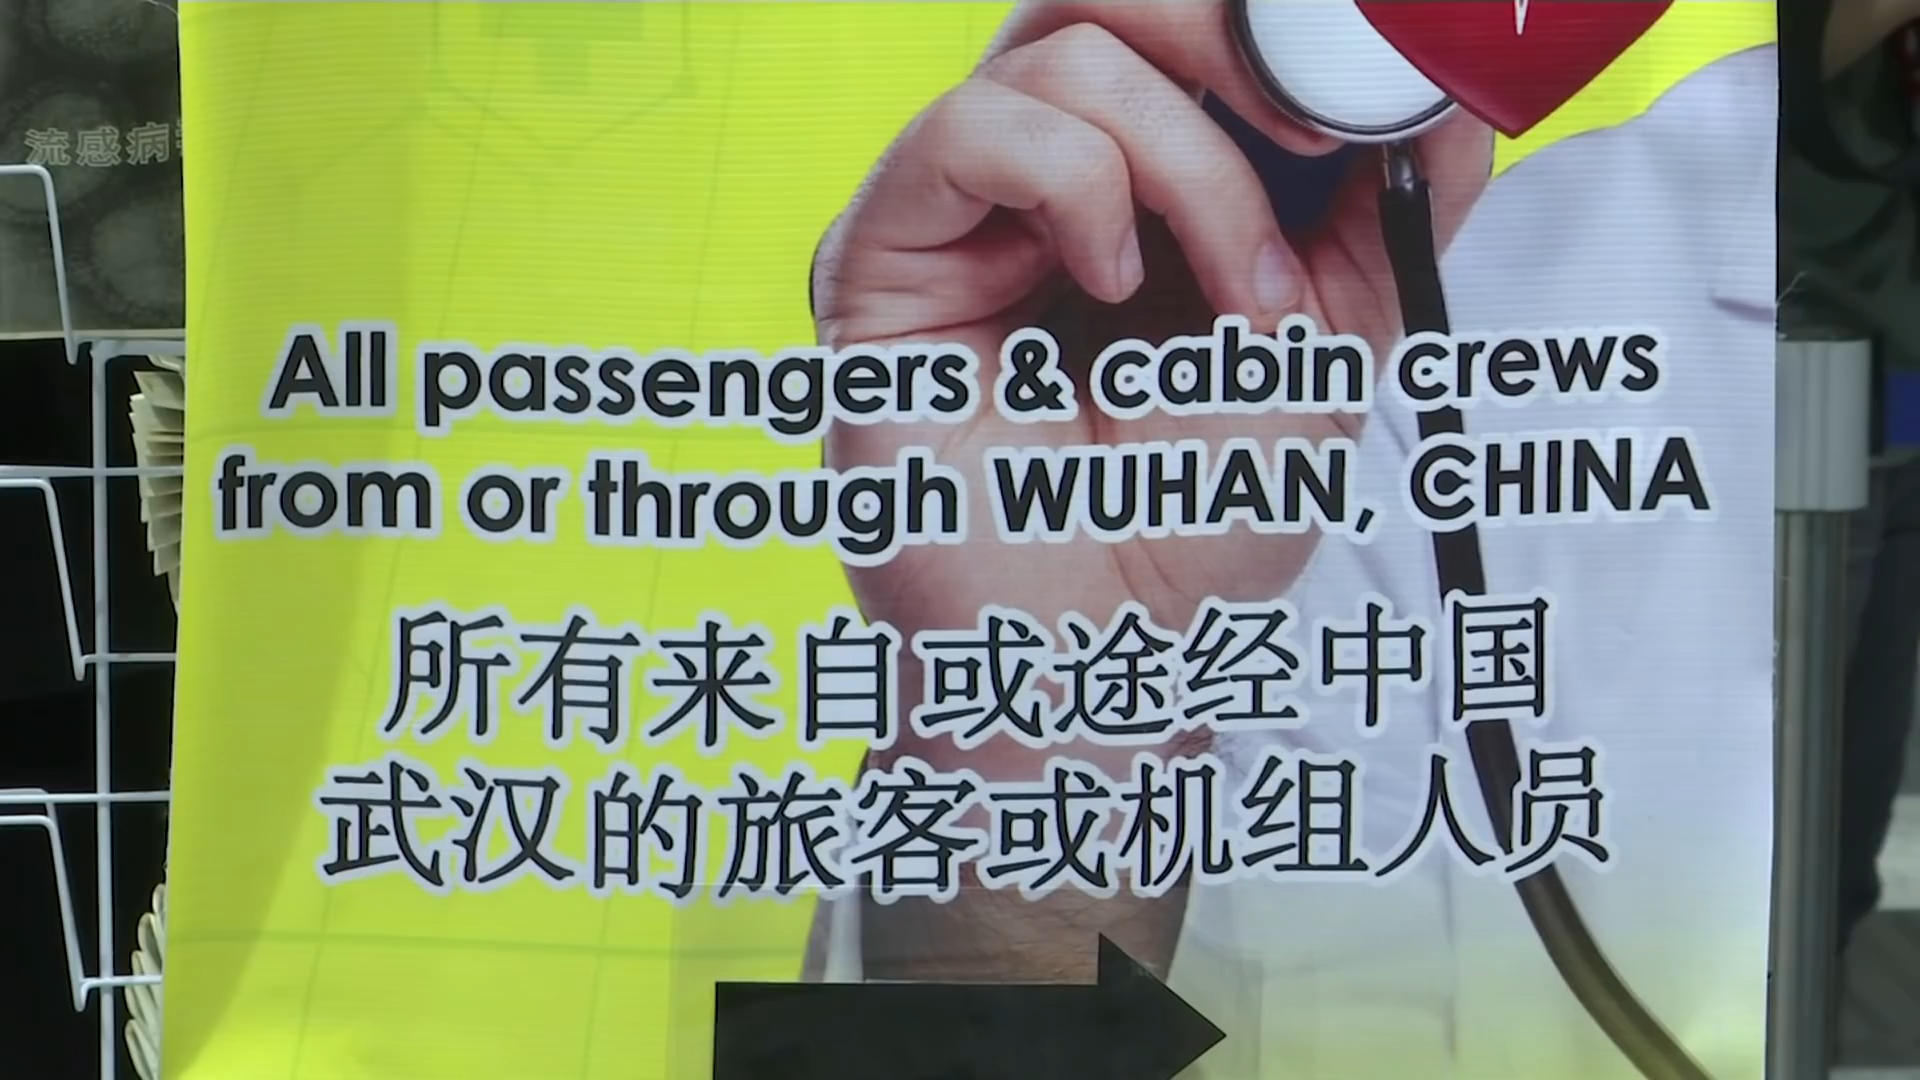 流感病
All passengers & cabin crews
from or through WUHAN, CHINA
所有来自或途经中国
武汉的旅客或机组人员